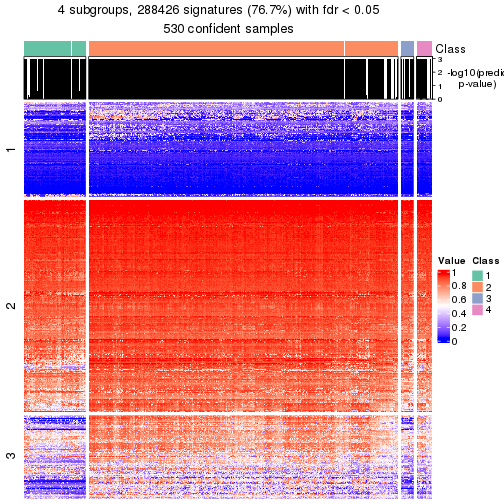 4 subgroups, 288426 signatures (76.7%) with fdr < 0.05
530 confident samples
Class
3
2
1
0
-log10(predi
p-value)
1
2
3
Value
1
0.8
0.6
0.4
0.2
0
Class
1
2
3
4